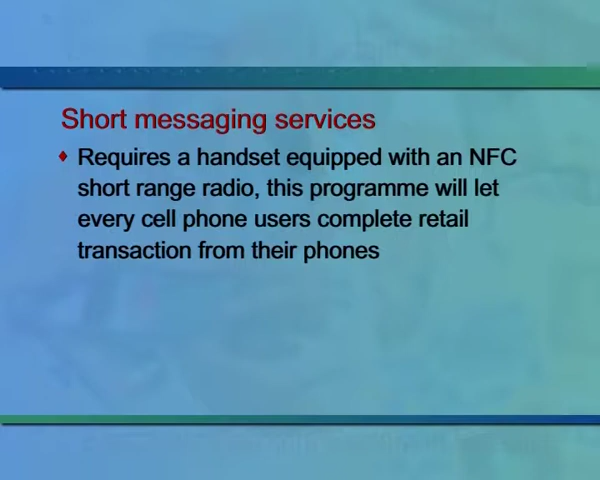 Short messaging services
Requires a handset equipped with an NFC
short range radio, this programme will let
every cell phone users complete retail
transaction from their phones